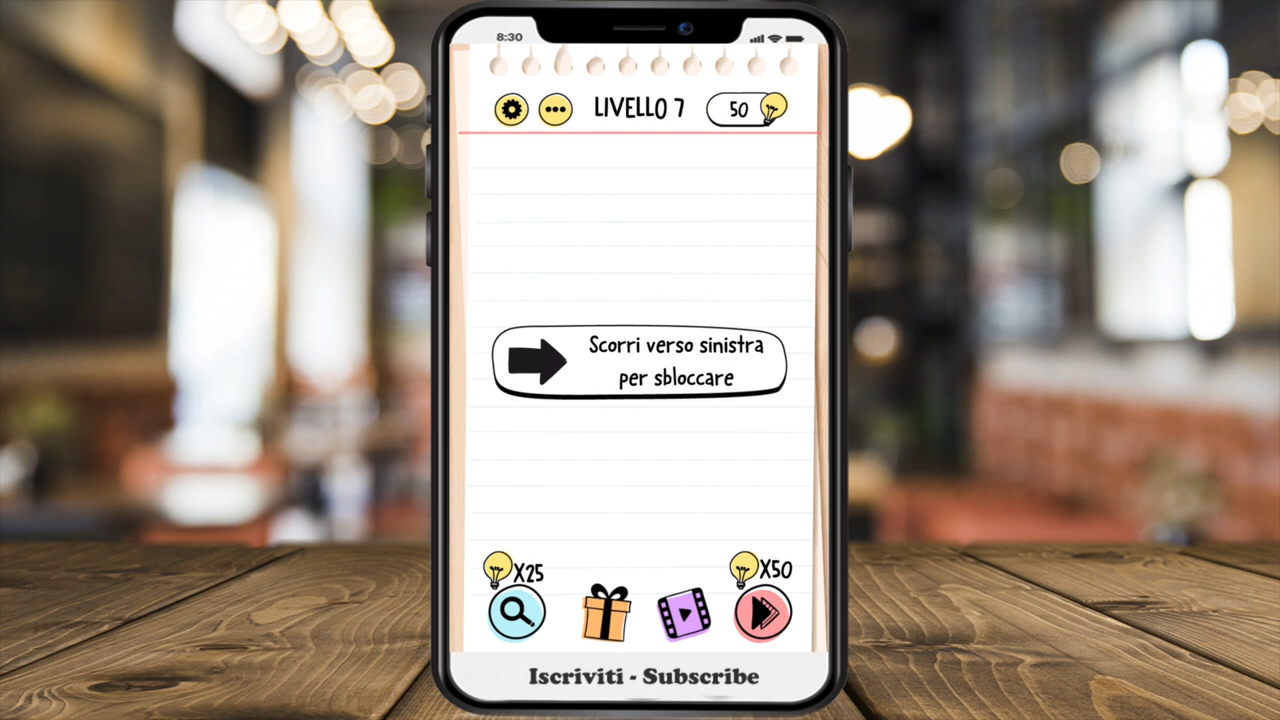 8:30
LIVELLO 7
50
Scorri verso sinistra
per sbloccare
X25
X50
Iscriviti - Subscribe